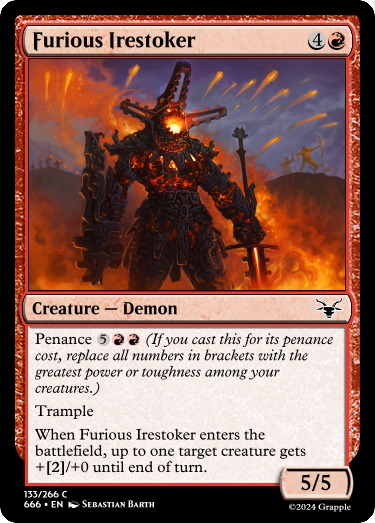 Furious Irestoker 4
Creature — Demon
Penance 5 (If you cast this for its penance
cost, replace all numbers in brackets with the
greatest power or toughness among your
creatures.)
Trample
When Furious Irestoker enters the
battlefield, up to one target creature gets
+[2]/+0 until end of turn.
5/5
133/266 C
666 • EN Sebastian Barth
©2024 Grapple